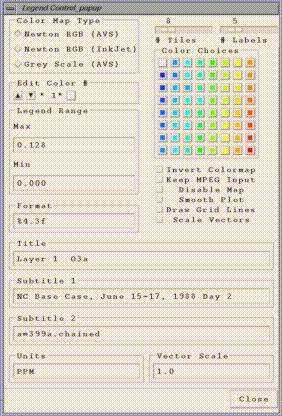 Legend Control_popup
Color Map Type
Newton RGB (AVS)
Newton RGB (InkJet)
Grey Scale (AVS)
Edit Color #
* 1*
Legend Range
Max
0.128
Min
0.000
Format
%4.3f
8 5
# Tiles # Labels
Color Choices
Invert Colormap
Keep MPEG Input
Disable Map
Smooth Plot
Draw Grid Lines
Scale Vectors
Title
Layer 1 O3a
Subtitle 1
NC Base Case, June 15-17, 1988 Day 2
Subtitle 2
a=399a.chained
Units
PPM
Vector Scale
1.0
Close